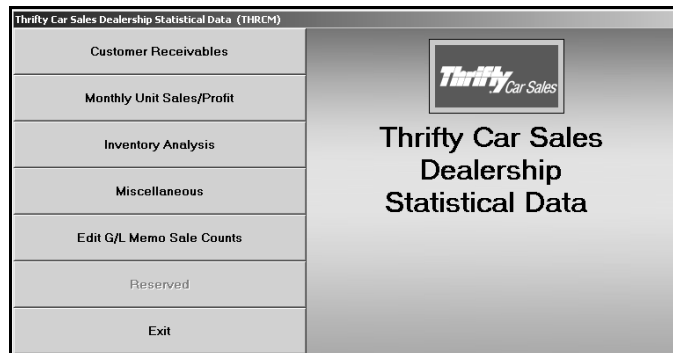 Thrifty Car Sales Dealership Statistical Data (THRCM)
Customer Receivables
Monthly Unit Sales/Profit
Inventory Analysis
Miscellaneous
Edit G/L Memo Sale Counts
Reserved
Exit
Thrifty Car Sales
Thrifty Car Sales
Dealership
Statistical Data